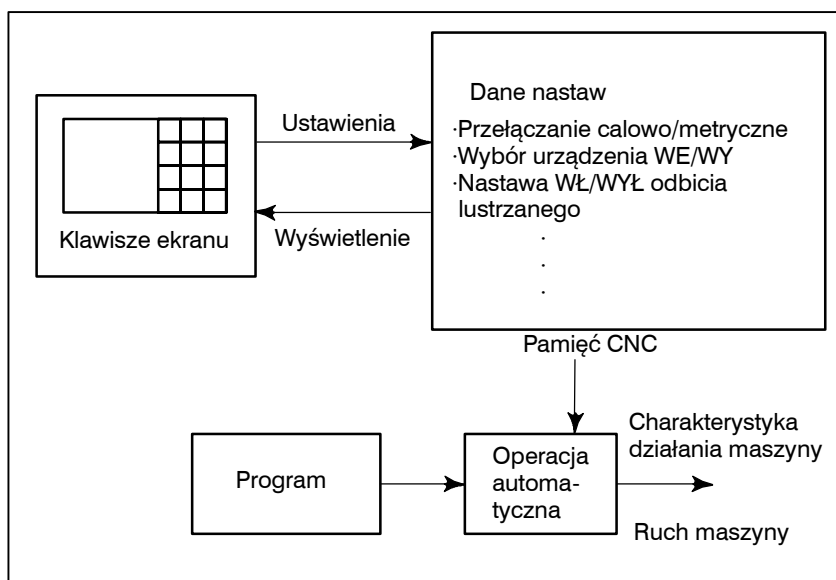 Dane nastaw
·Przełączanie calowo/metryczne
·Wybór urządzenia WE/WY
·Nastawa WŁ/WYŁ odbicia
lustrzanego
.
.
.
Ustawienia
Wyświetlenie
Klawisze ekranu
Pamięć CNC
Program
Operacja
automa-
tyczna
Charakterystyka
działania maszyny
Ruch maszyny